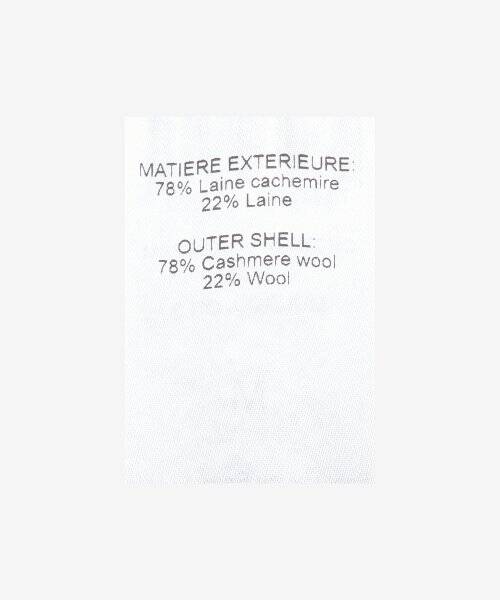 MATIERE EXTERIEURE:
78% Laine cachemire
22% Laine
OUTER SHELL:
78% Cashmere wool
22% Wool